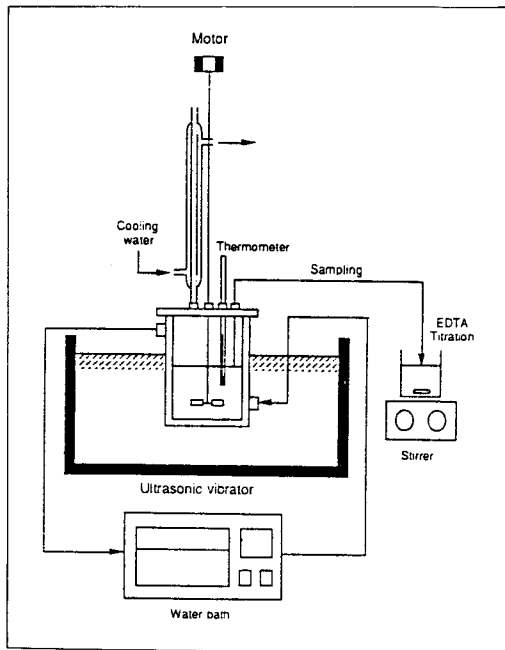 Motor
Cooling
water
Thermometer
Sampling
EDTA
Titration
Stirrer
Ultrasonic vibrator
Water bath